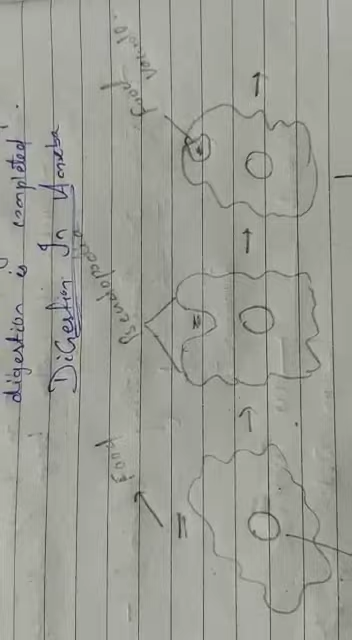 digestion is completed.
DiGestion In Amoeba
Food
Pseudopodia
Food
Vacuole.